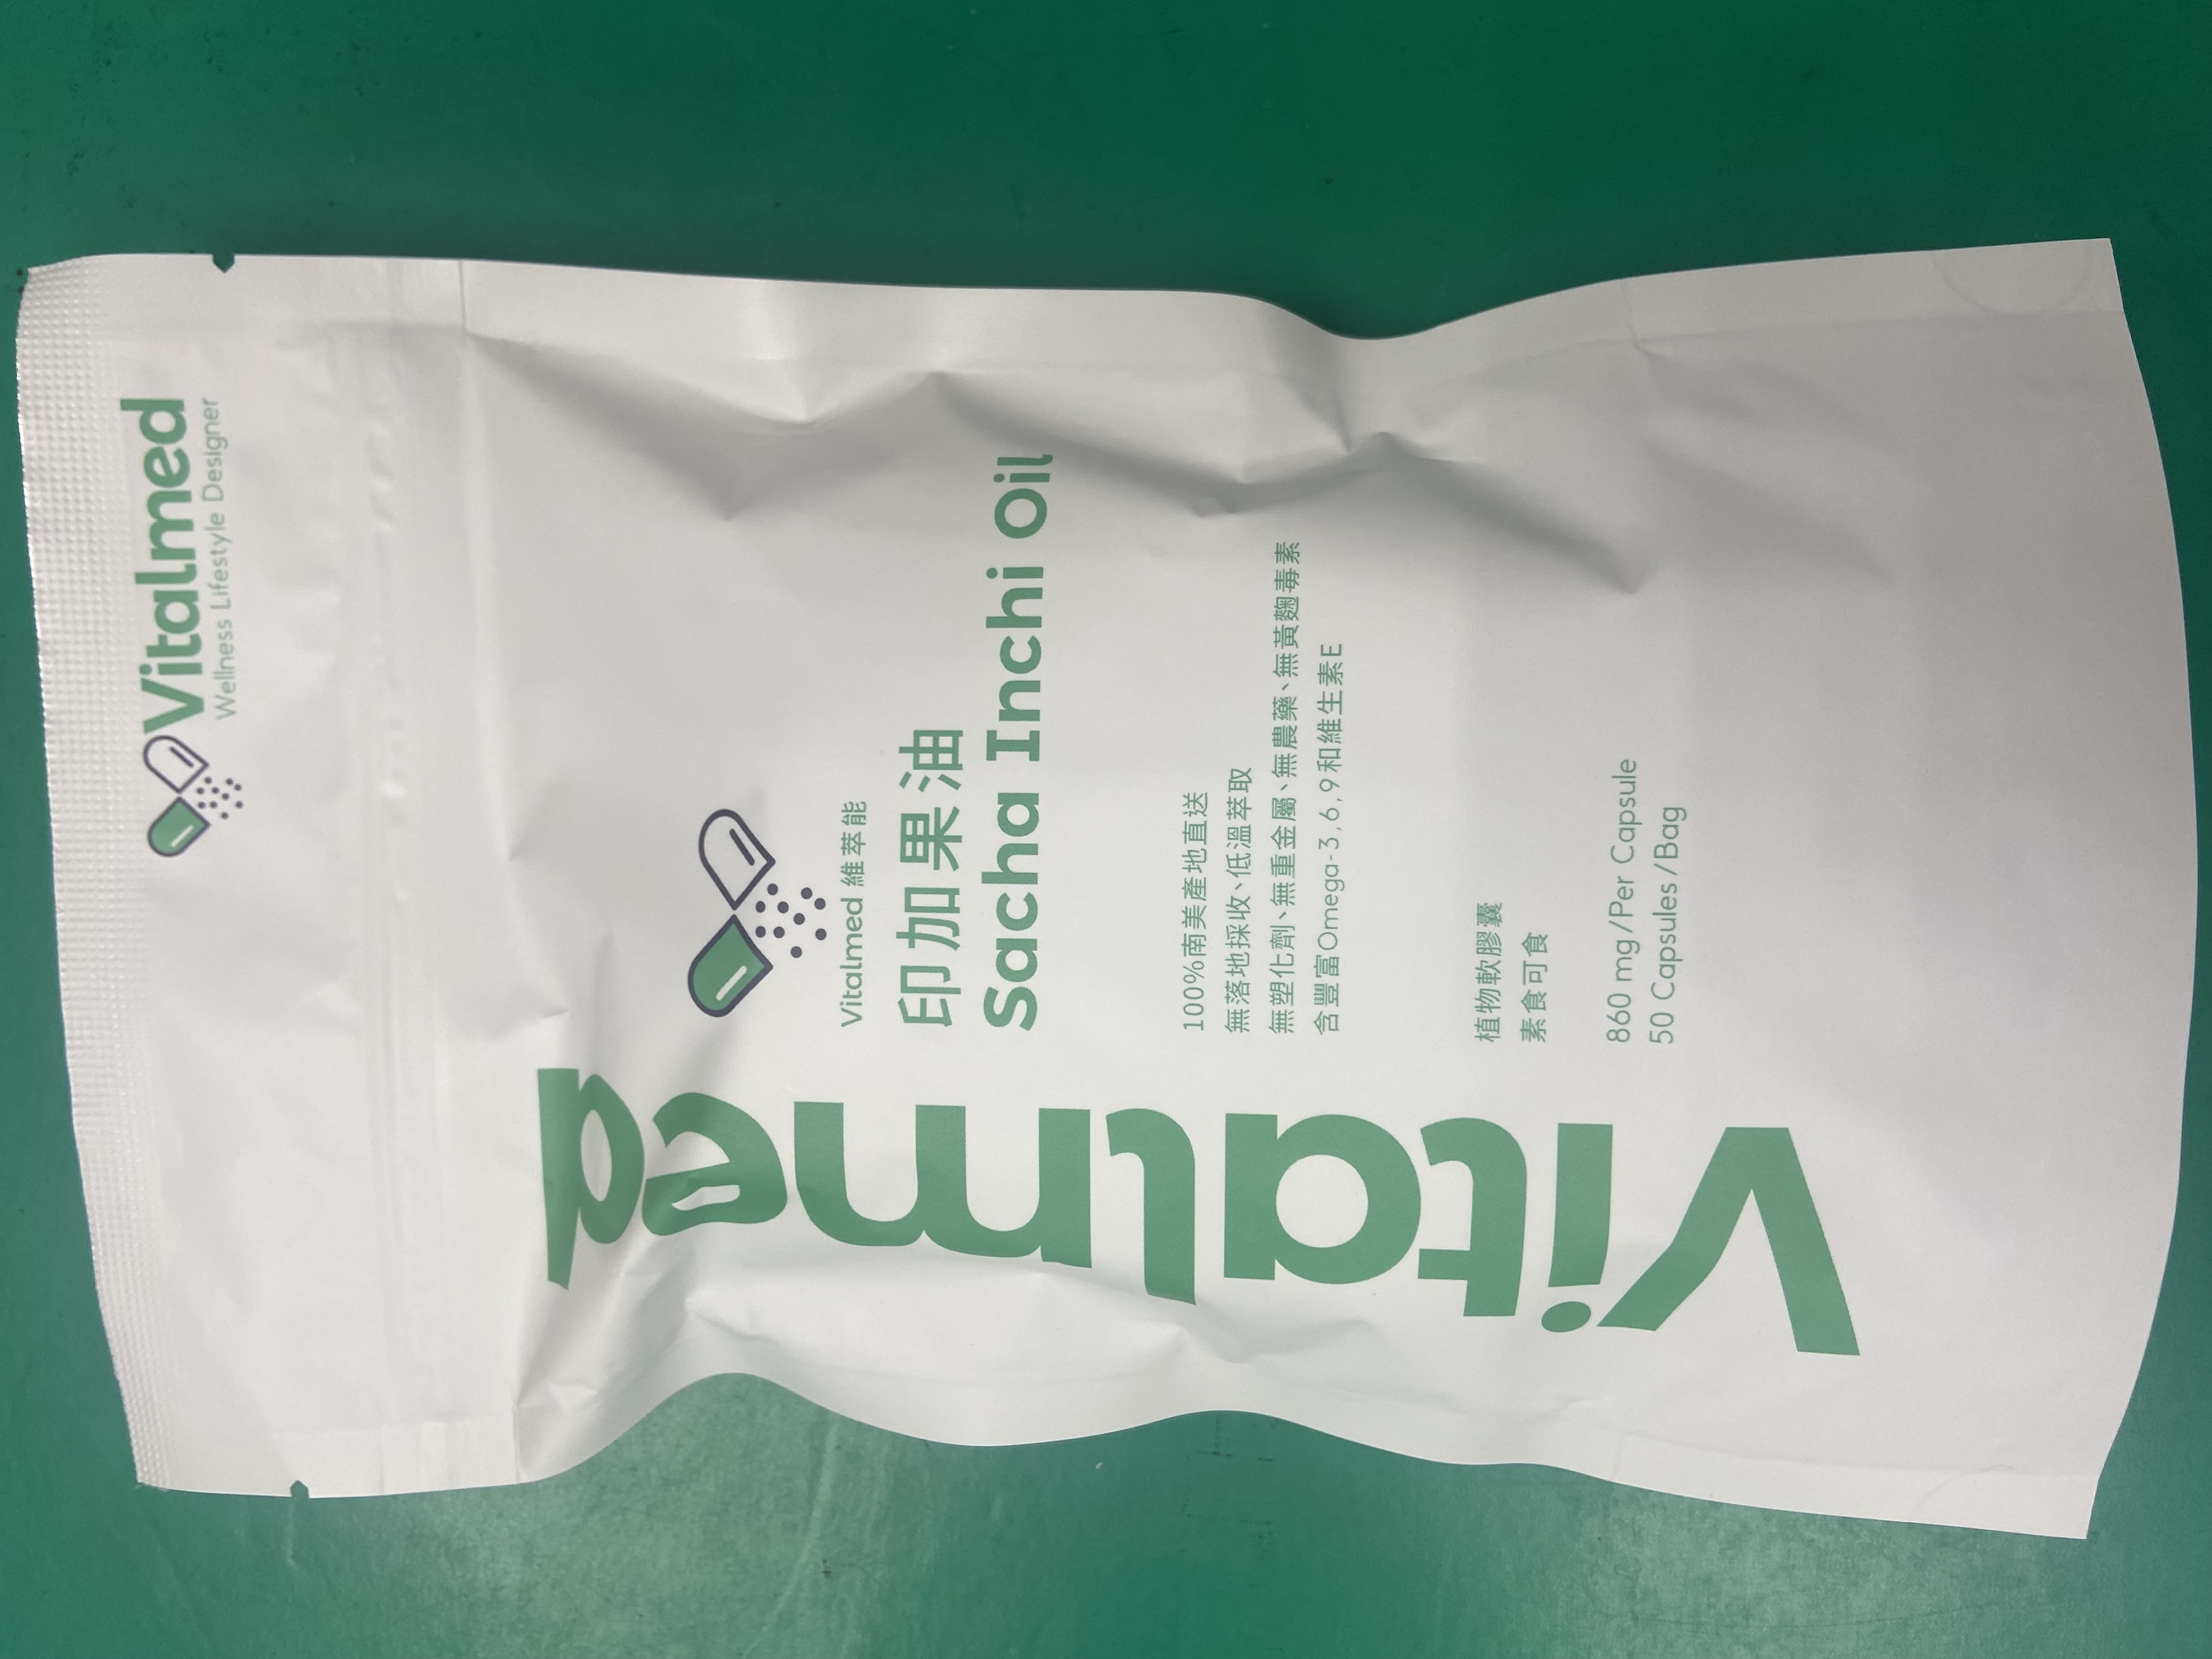 Vitalmed
Wellness Lifestyle Designer
Vitalmed 維萃能
印加果油
Sacha Inchi Oil
100%南美產地直送
無落地採收、低溫萃取
無塑化劑、無重金屬、無農藥、無黃麴毒素
含豐富Omega-3,6,9和維生素E
植物軟膠囊
素食可食
860 mg/Per Capsule
50 Capsules/Bag
Vitalmed